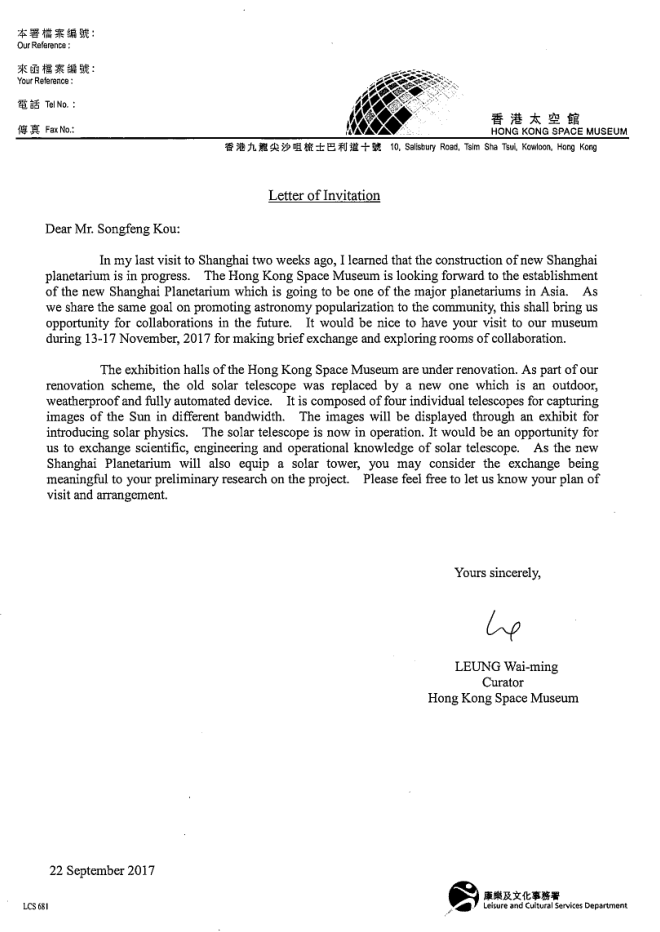 本署檔案編號:
Our Reference :
來函檔案編號:
Your Reference :
電話 Tel No. :
傳真 Fax No.:
香港太空館
HONG KONG SPACE MUSEUM
香港九龍尖沙咀梳士巴利道十號 10, Salisbury Road, Tsim Sha Tsui, Kowloon, Hong Kong
Letter of Invitation
Dear Mr. Songfeng Kou:
In my last visit to Shanghai two weeks ago, I learned that the construction of new Shanghai
planetarium is in progress. The Hong Kong Space Museum is looking forward to the establishment
of the new Shanghai Planetarium which is going to be one of the major planetariums in Asia. As
we share the same goal on promoting astronomy popularization to the community, this shall bring us
opportunity for collaborations in the future. It would be nice to have your visit to our museum
during 13-17 November, 2017 for making brief exchange and exploring rooms of collaboration.
The exhibition halls of the Hong Kong Space Museum are under renovation. As part of our
renovation scheme, the old solar telescope was replaced by a new one which is an outdoor,
weatherproof and fully automated device. It is composed of four individual telescopes for capturing
images of the Sun in different bandwidth. The images will be displayed through an exhibit for
introducing solar physics. The solar telescope is now in operation. It would be an opportunity for
us to exchange scientific, engineering and operational knowledge of solar telescope. As the new
Shanghai Planetarium will also equip a solar tower, you may consider the exchange being
meaningful to your preliminary research on the project. Please feel free to let us know your plan of
visit and arrangement.
Yours sincerely,
LEUNG Wai-ming
Curator
Hong Kong Space Museum
22 September 2017
LCS 681
康樂及文化事務署
Leisure and Cultural Services Department